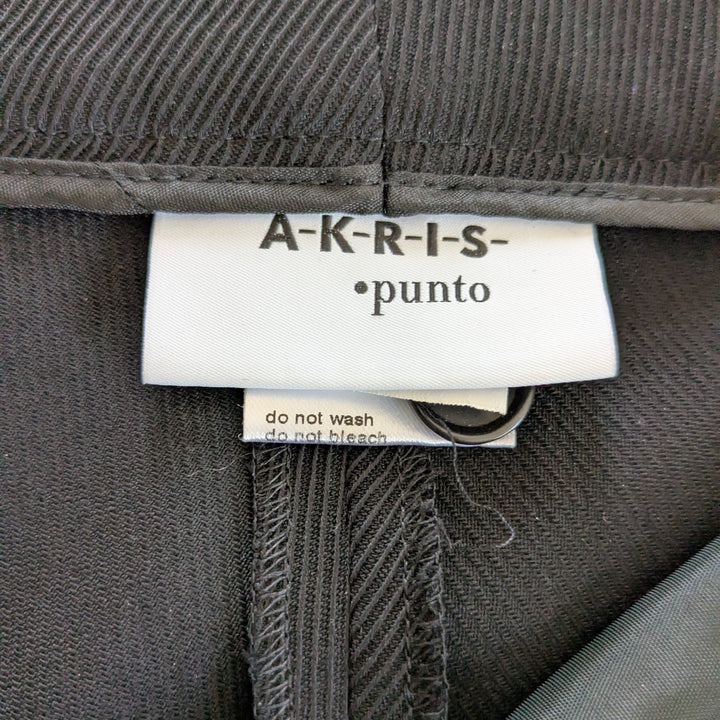 A-K-R-I-S-
•punto
do not wash
do not bleach